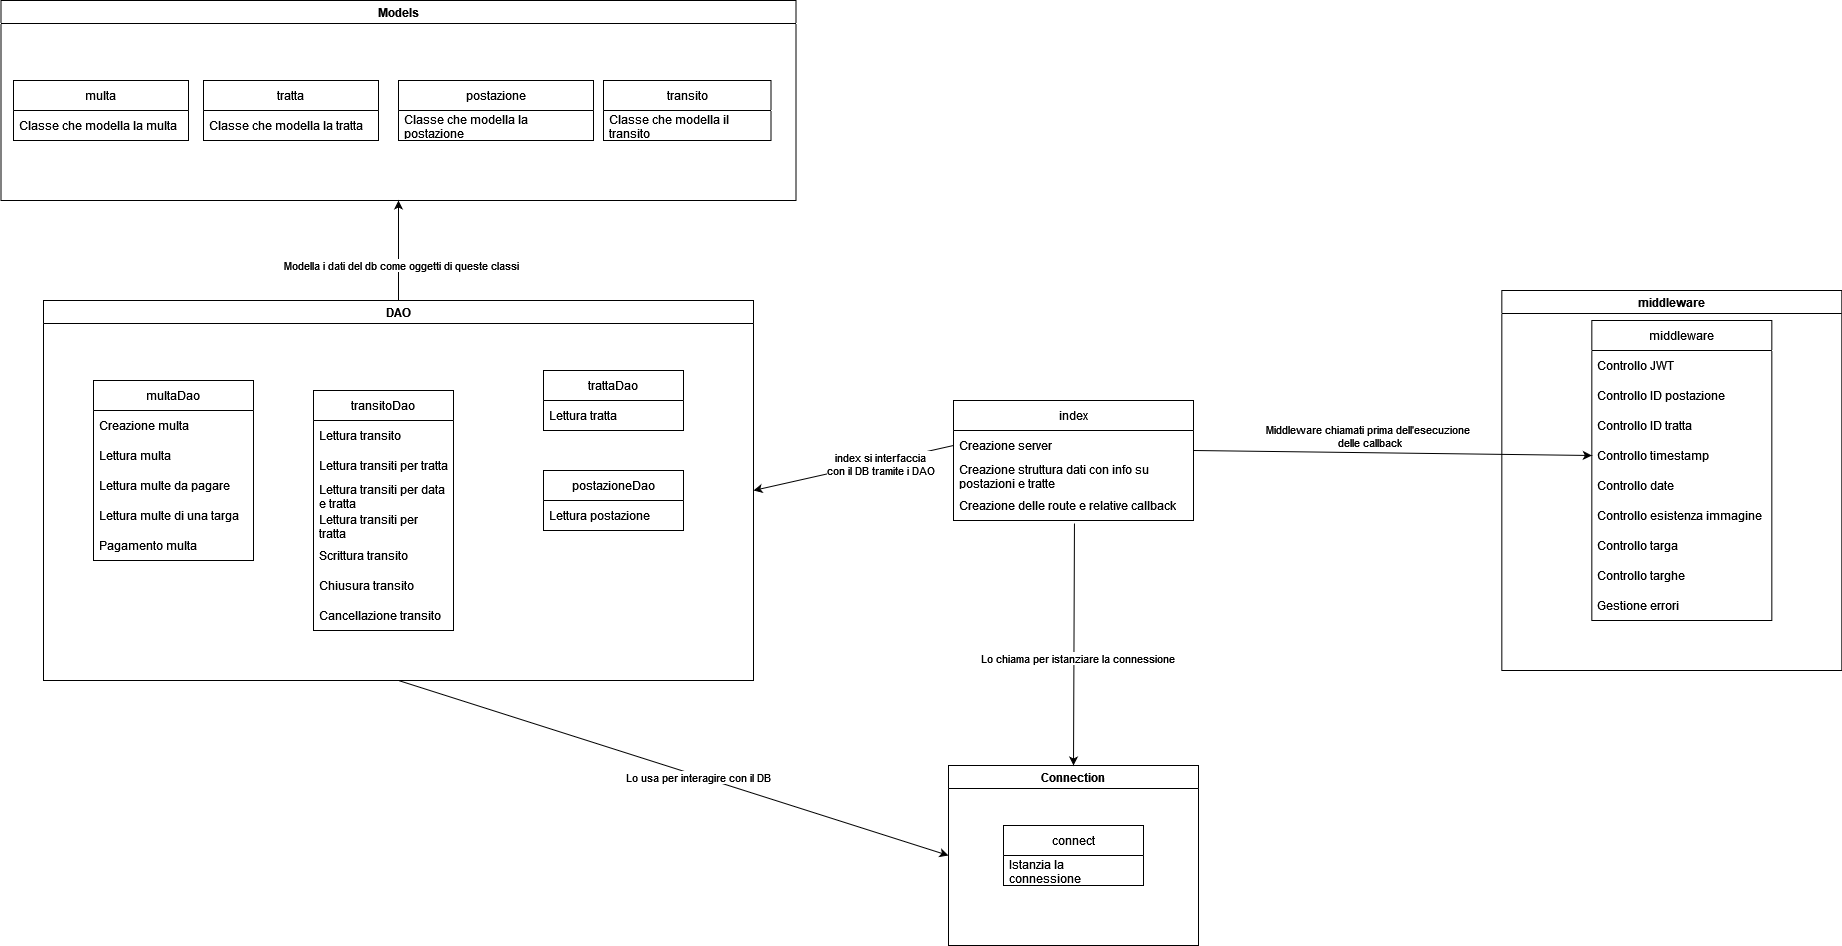 Models
multa
Classe che modella la multa
tratta
Classe che modella la tratta
postazione
Classe che modella la
postazione
transito
Classe che modella il
transito
Modella i dati del db come oggetti di queste classi
DAO
multaDao
Creazione multa
Lettura multa
Lettura multe da pagare
Lettura multe di una targa
Pagamento multa
transitoDao
Lettura transito
Lettura transiti per tratta
Lettura transiti per data
e tratta
Lettura transiti per
tratta
Scrittura transito
Chiusura transito
Cancellazione transito
trattaDao
Lettura tratta
postazioneDao
Lettura postazione
index si interfaccia
con il DB tramite i DAO
index
Creazione server
Creazione struttura dati con info su
postazioni e tratte
Creazione delle route e relative callback
Middleware chiamati prima dell'esecuzione
delle callback
middleware
middleware
Controllo JWT
Controllo ID postazione
Controllo ID tratta
Controllo timestamp
Controllo date
Controllo esistenza immagine
Controllo targa
Controllo targhe
Gestione errori
Lo chiama per istanziare la connessione
Lo usa per interagire con il DB
Connection
connect
Istanzia la
connessione